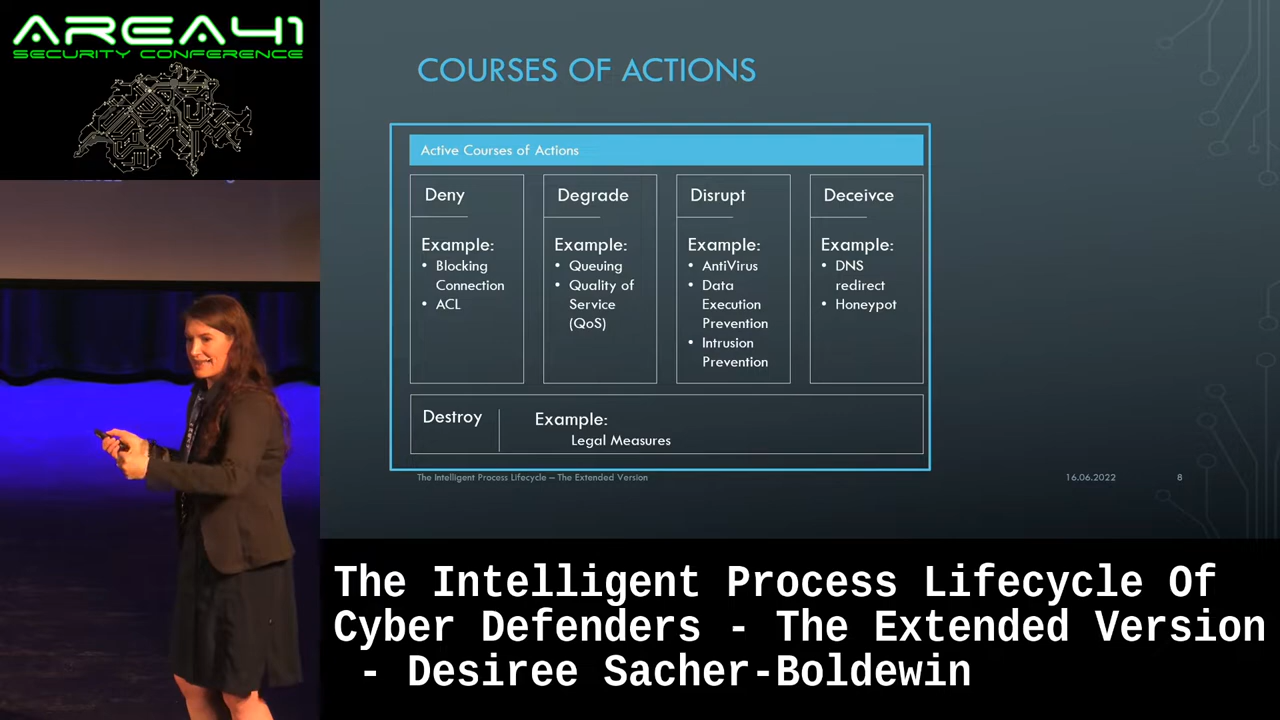 AREA41
SECURITY CONFERENCE
COURSES OF ACTIONS
Active Courses of Actions
Deny
Example:
• Blocking
Connection
• ACL
Degrade
Example:
• Queuing
• Quality of
Service
(QoS)
Disrupt
Example:
• AntiVirus
• Data
Execution
Prevention
• Intrusion
Prevention
Deceivce
Example:
• DNS
redirect
• Honeypot
Destroy
Example:
Legal Measures
The Intelligent Process Lifecycle – The Extended Version
16.06.2022
8
The Intelligent Process Lifecycle Of
Cyber Defenders - The Extended Version
- Desiree Sacher-Boldewin